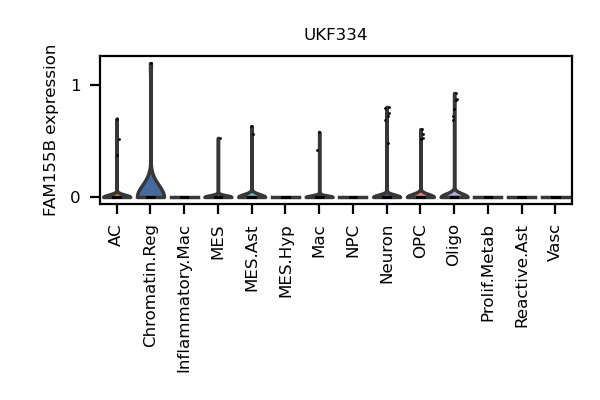 UKF334
FAM155B expression
1
0
AC
Chromatin.Reg
Inflammatory.Mac
MES
MES.Ast
MES.Hyp
Mac
NPC
Neuron
OPC
Oligo
Prolif.Metab
Reactive.Ast
Vasc